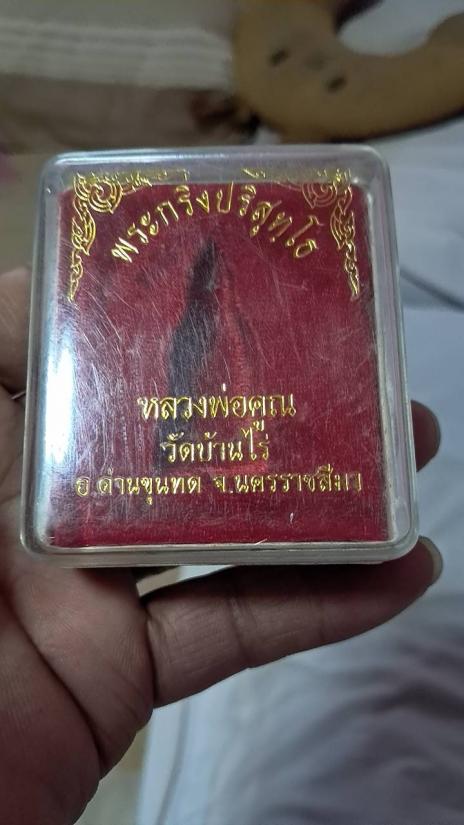 พระกริ่งปริสุทฺโธ
หลวงพ่อคูณ
วัดบ้านไร่
อ.ด่านขุนทด จ.นครราชสีมา